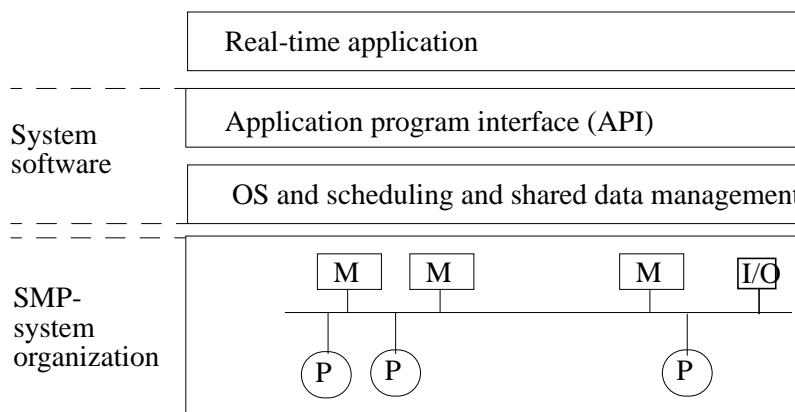 Real-time application
System
software
Application program interface (API)
OS and scheduling and shared data management
SMP-
system
organization
M
M
M
I/O
P
P
P